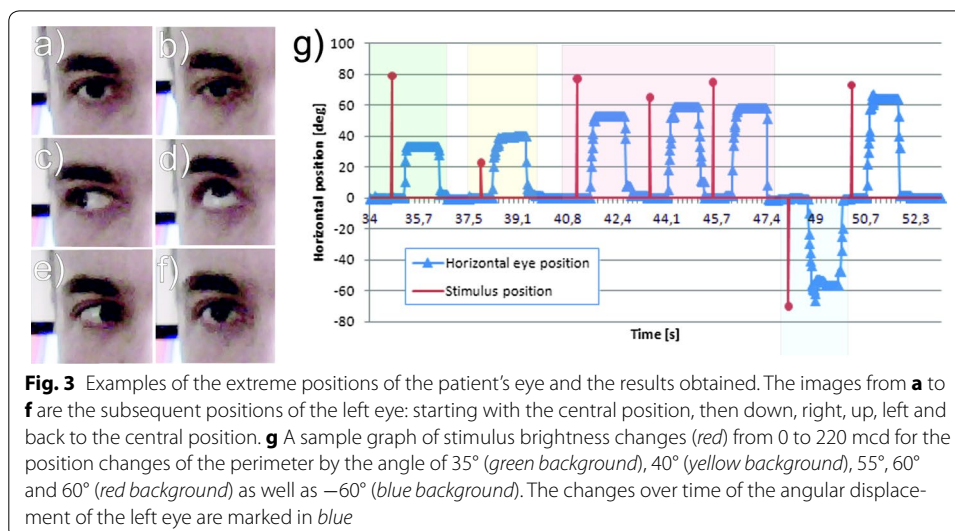 a)
b)
c)
d)
e)
f)
g)
100
80
60
40
20
0
-20
-40
-60
-80
Horizontal position [deg]
34 35,7 37,5 39,1 40,8 42,4 44,1 45,7 47,4 49 50,7 52,3
Horizontal eye position
Stimulus position
Time [s]
Fig. 3 Examples of the extreme positions of the patient's eye and the results obtained. The images from a to
f are the subsequent positions of the left eye: starting with the central position, then down, right, up, left and
back to the central position. g A sample graph of stimulus brightness changes (red) from 0 to 220 mcd for the
position changes of the perimeter by the angle of 35° (green background), 40° (yellow background), 55°, 60°
and 60° (red background) as well as −60° (blue background). The changes over time of the angular displace-
ment of the left eye are marked in blue